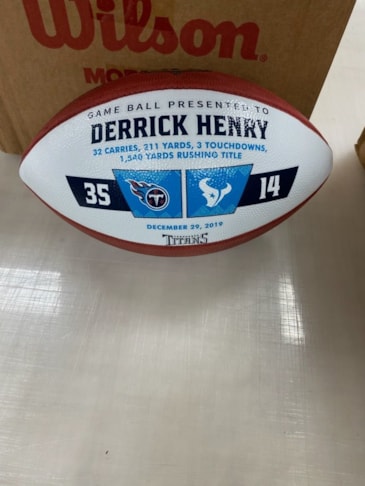 Wilson
GAME BALL PRESENTED TO
DERRICK HENRY
32 CARRIES, 211 YARDS, 3 TOUCHDOWNS,
1,540 YARDS RUSHING TITLE
35 T 14
DECEMBER 29, 2019
TITANS